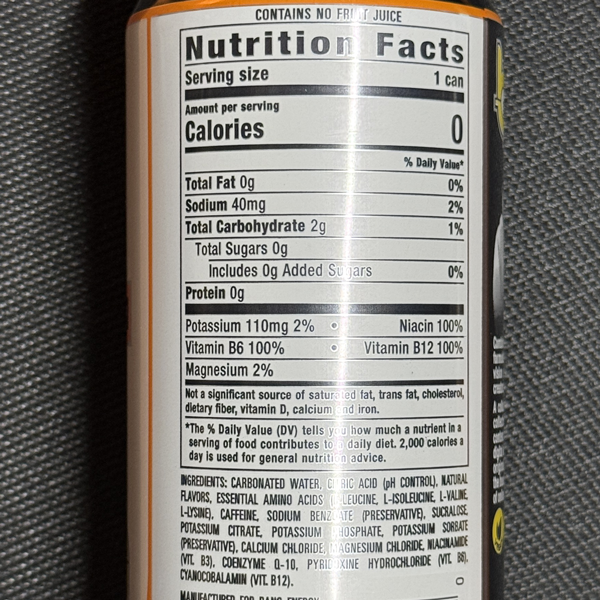 CONTAINS NO FRUIT JUICE
Nutrition Facts
Serving size 1 can
Amount per serving
Calories 0
% Daily Value*
Total Fat 0g 0%
Sodium 40mg 2%
Total Carbohydrate 2g 1%
Total Sugars 0g
Includes 0g Added Sugars 0%
Protein 0g
Potassium 110mg 2% • Niacin 100%
Vitamin B6 100% • Vitamin B12 100%
Magnesium 2%
Not a significant source of saturated fat, trans fat, cholesterol,
dietary fiber, vitamin D, calcium and iron.
*The % Daily Value (DV) tells you how much a nutrient in a
serving of food contributes to a daily diet. 2,000 calories a
day is used for general nutrition advice.
INGREDIENTS: CARBONATED WATER, CITRIC ACID (pH CONTROL), NATURAL
FLAVORS, ESSENTIAL AMINO ACIDS (L-LEUCINE, L-ISOLEUCINE, L-VALINE,
L-LYSINE), CAFFEINE, SODIUM BENZOATE (PRESERVATIVE), SUCRALOSE,
POTASSIUM CITRATE, POTASSIUM PHOSPHATE, POTASSIUM SORBATE
(PRESERVATIVE), CALCIUM CHLORIDE, MAGNESIUM CHLORIDE, NIACINAMIDE
(VIT. B3), COENZYME Q-10, PYRIDOXINE HYDROCHLORIDE (VIT. B6),
CYANOCOBALAMIN (VIT. B12).
MANUFACTURED FOR BANG ENERGY